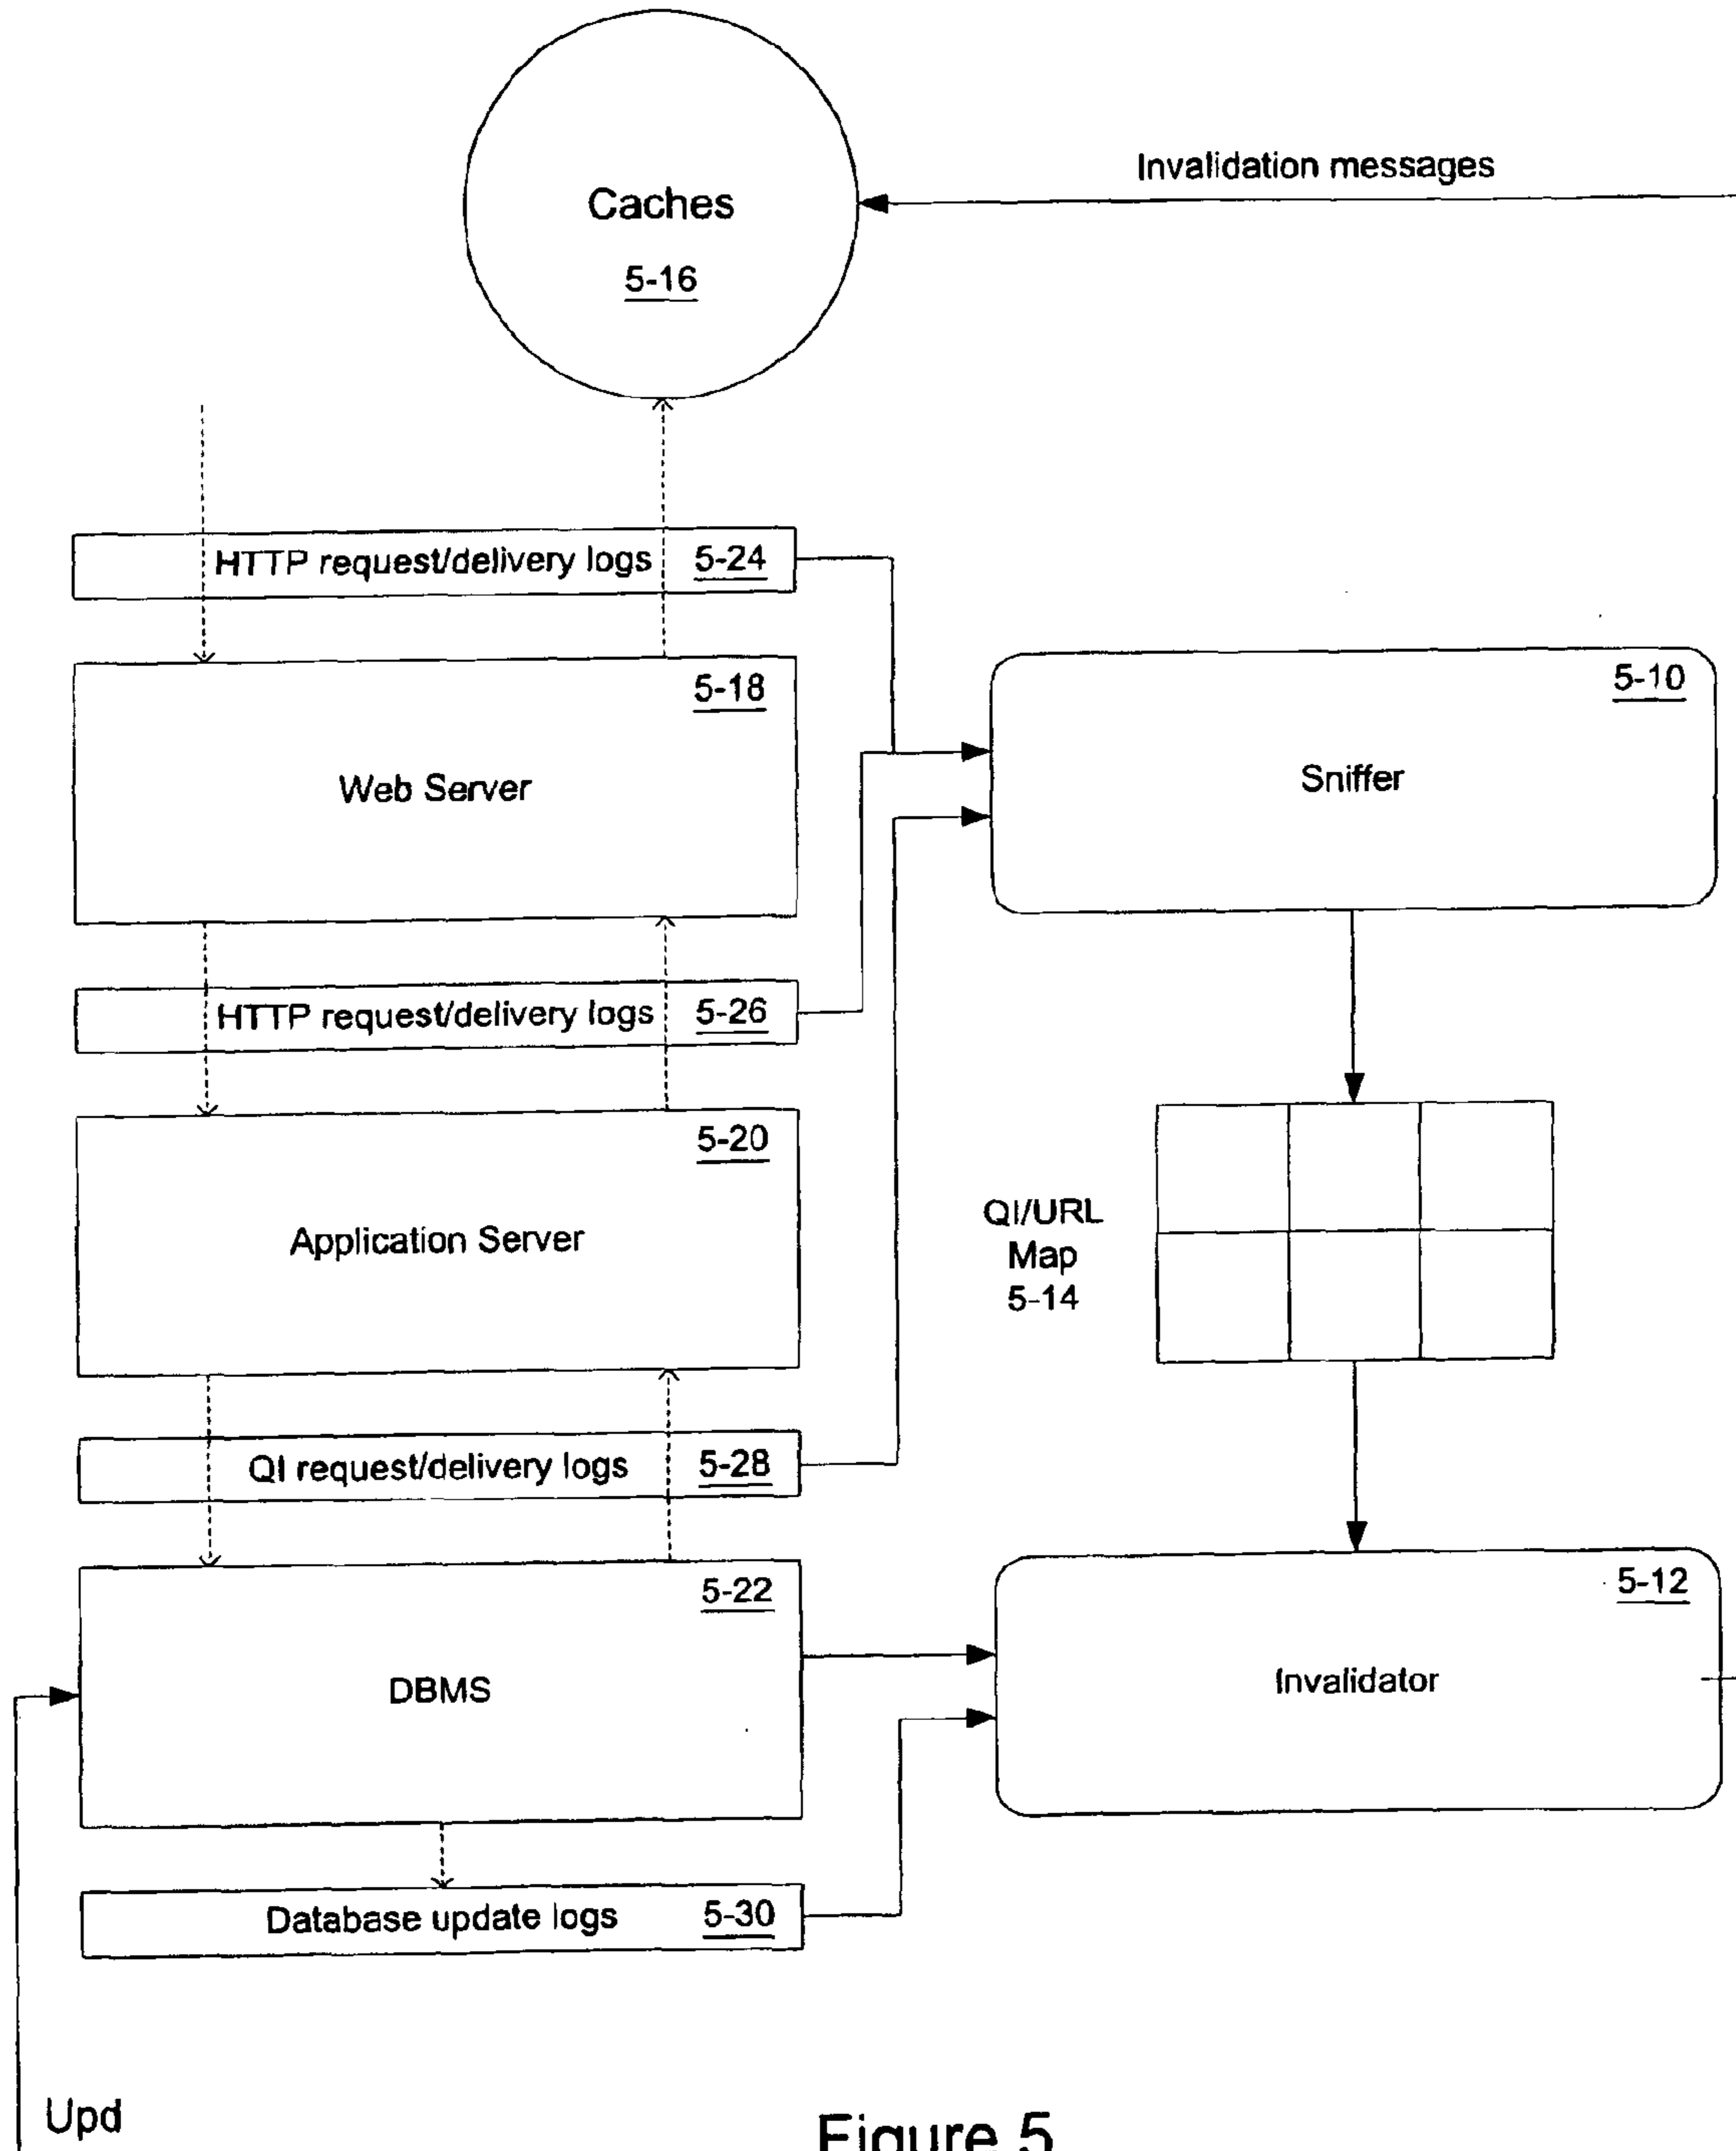 Invalidation messages
Caches
5-16
HTTP request/delivery logs 5-24
5-18
Web Server
5-10
Sniffer
HTTP request/delivery logs 5-26
5-20
Application Server
QI/URL
Map
5-14
QI request/delivery logs 5-28
5-22
DBMS
5-12
Invalidator
Database update logs 5-30
Upd
Figure 5